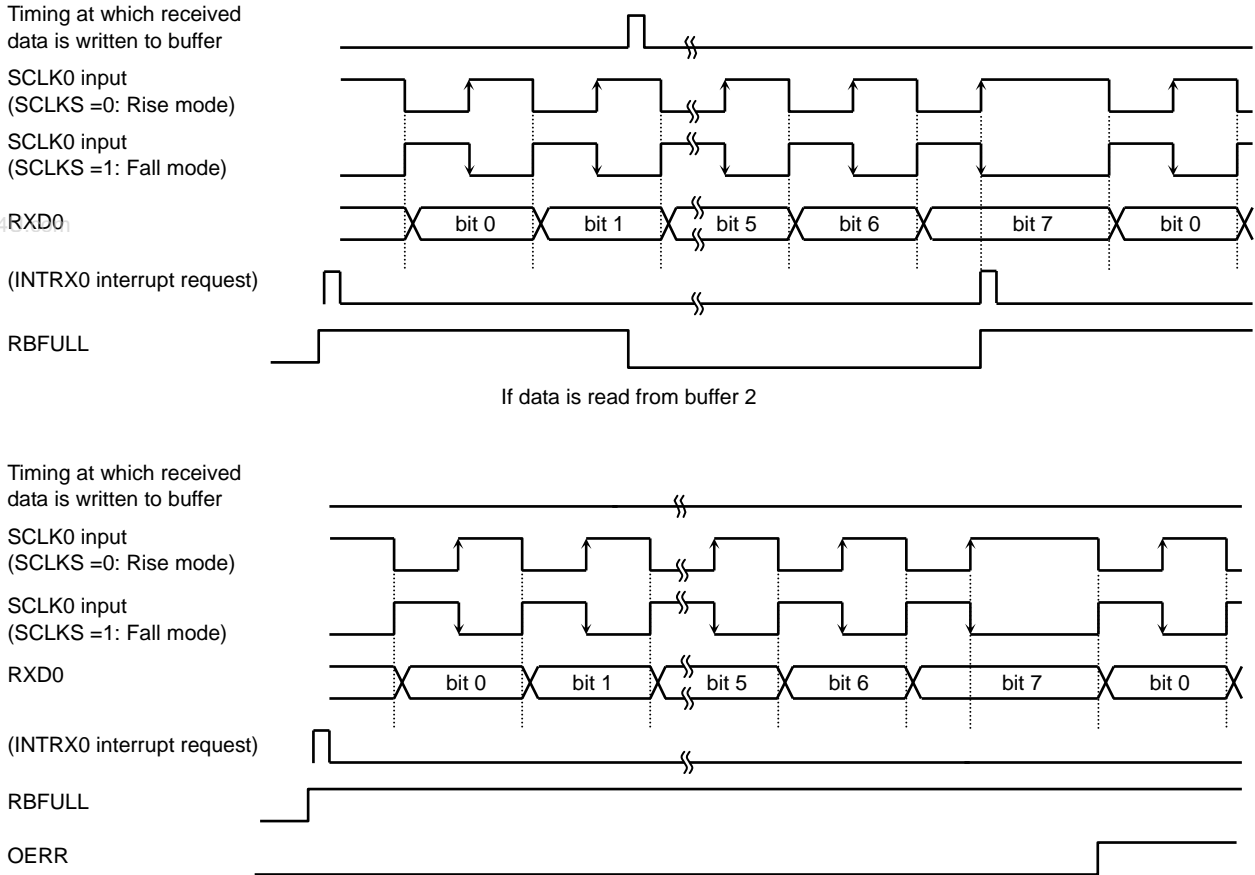 Timing at which received
data is written to buffer
SCLK0 input
(SCLKS =0: Rise mode)
SCLK0 input
(SCLKS =1: Fall mode)
RXD0
bit 0 bit 1 bit 5 bit 6 bit 7 bit 0
(INTRX0 interrupt request)
RBFULL
If data is read from buffer 2
Timing at which received
data is written to buffer
SCLK0 input
(SCLKS =0: Rise mode)
SCLK0 input
(SCLKS =1: Fall mode)
RXD0
bit 0 bit 1 bit 5 bit 6 bit 7 bit 0
(INTRX0 interrupt request)
RBFULL
OERR